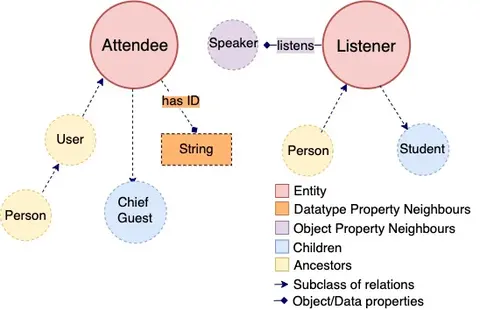 Attendee
Speaker
listens
Listener
has ID
User
String
Person
Student
Person
Chief
Guest
Entity
Datatype Property Neighbours
Object Property Neighbours
Children
Ancestors
Subclass of relations
Object/Data properties